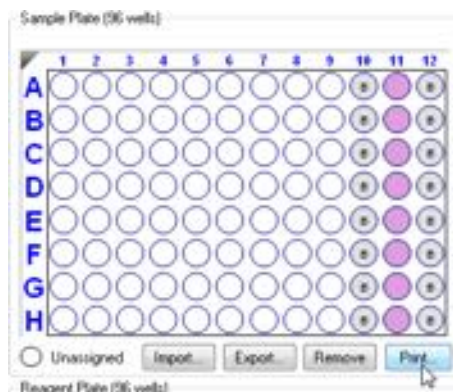 Sample Plate (96 wells)
1 2 3 4 5 6 7 8 9 10 11 12
A
B
C
D
E
F
G
H
Unassigned Import... Export... Remove Print...
Reagent Plate (96 wells)